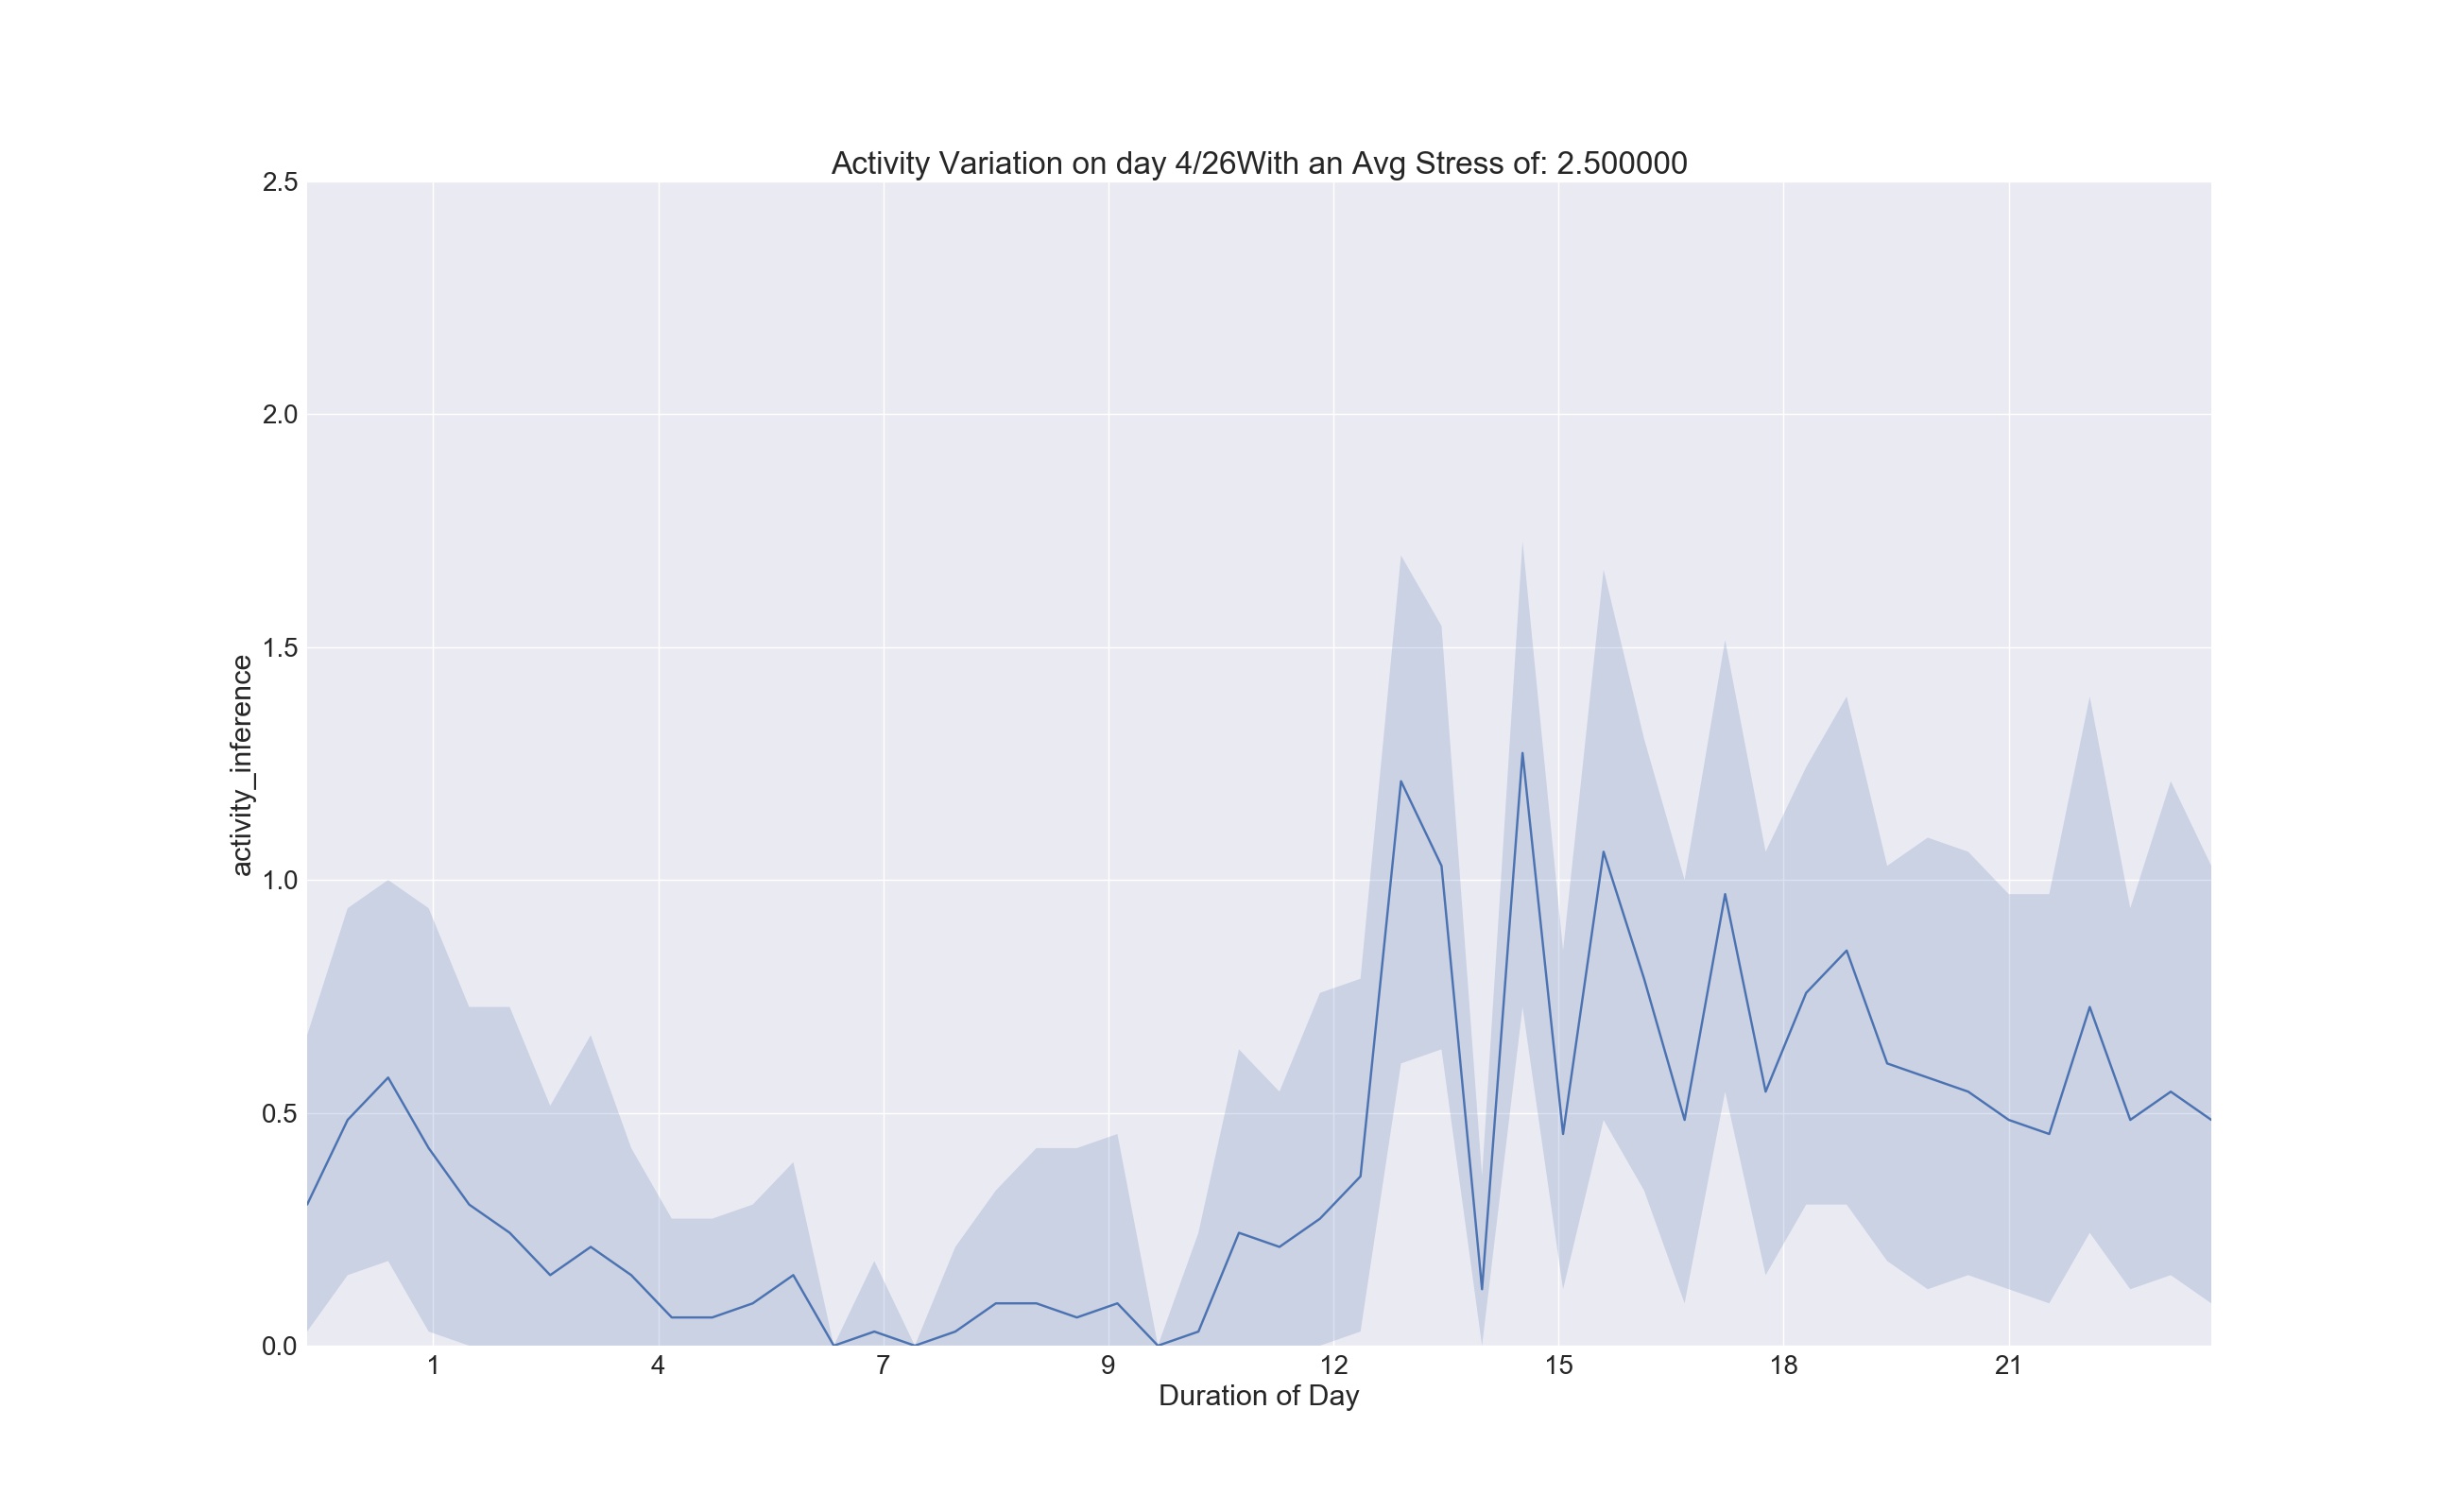 Activity Variation on day 4/26With an Avg Stress of: 2.500000
2.5
2.0
1.5
1.0
0.5
0.0
activity_inference
1 4 7 9 12 15 18 21
Duration of Day